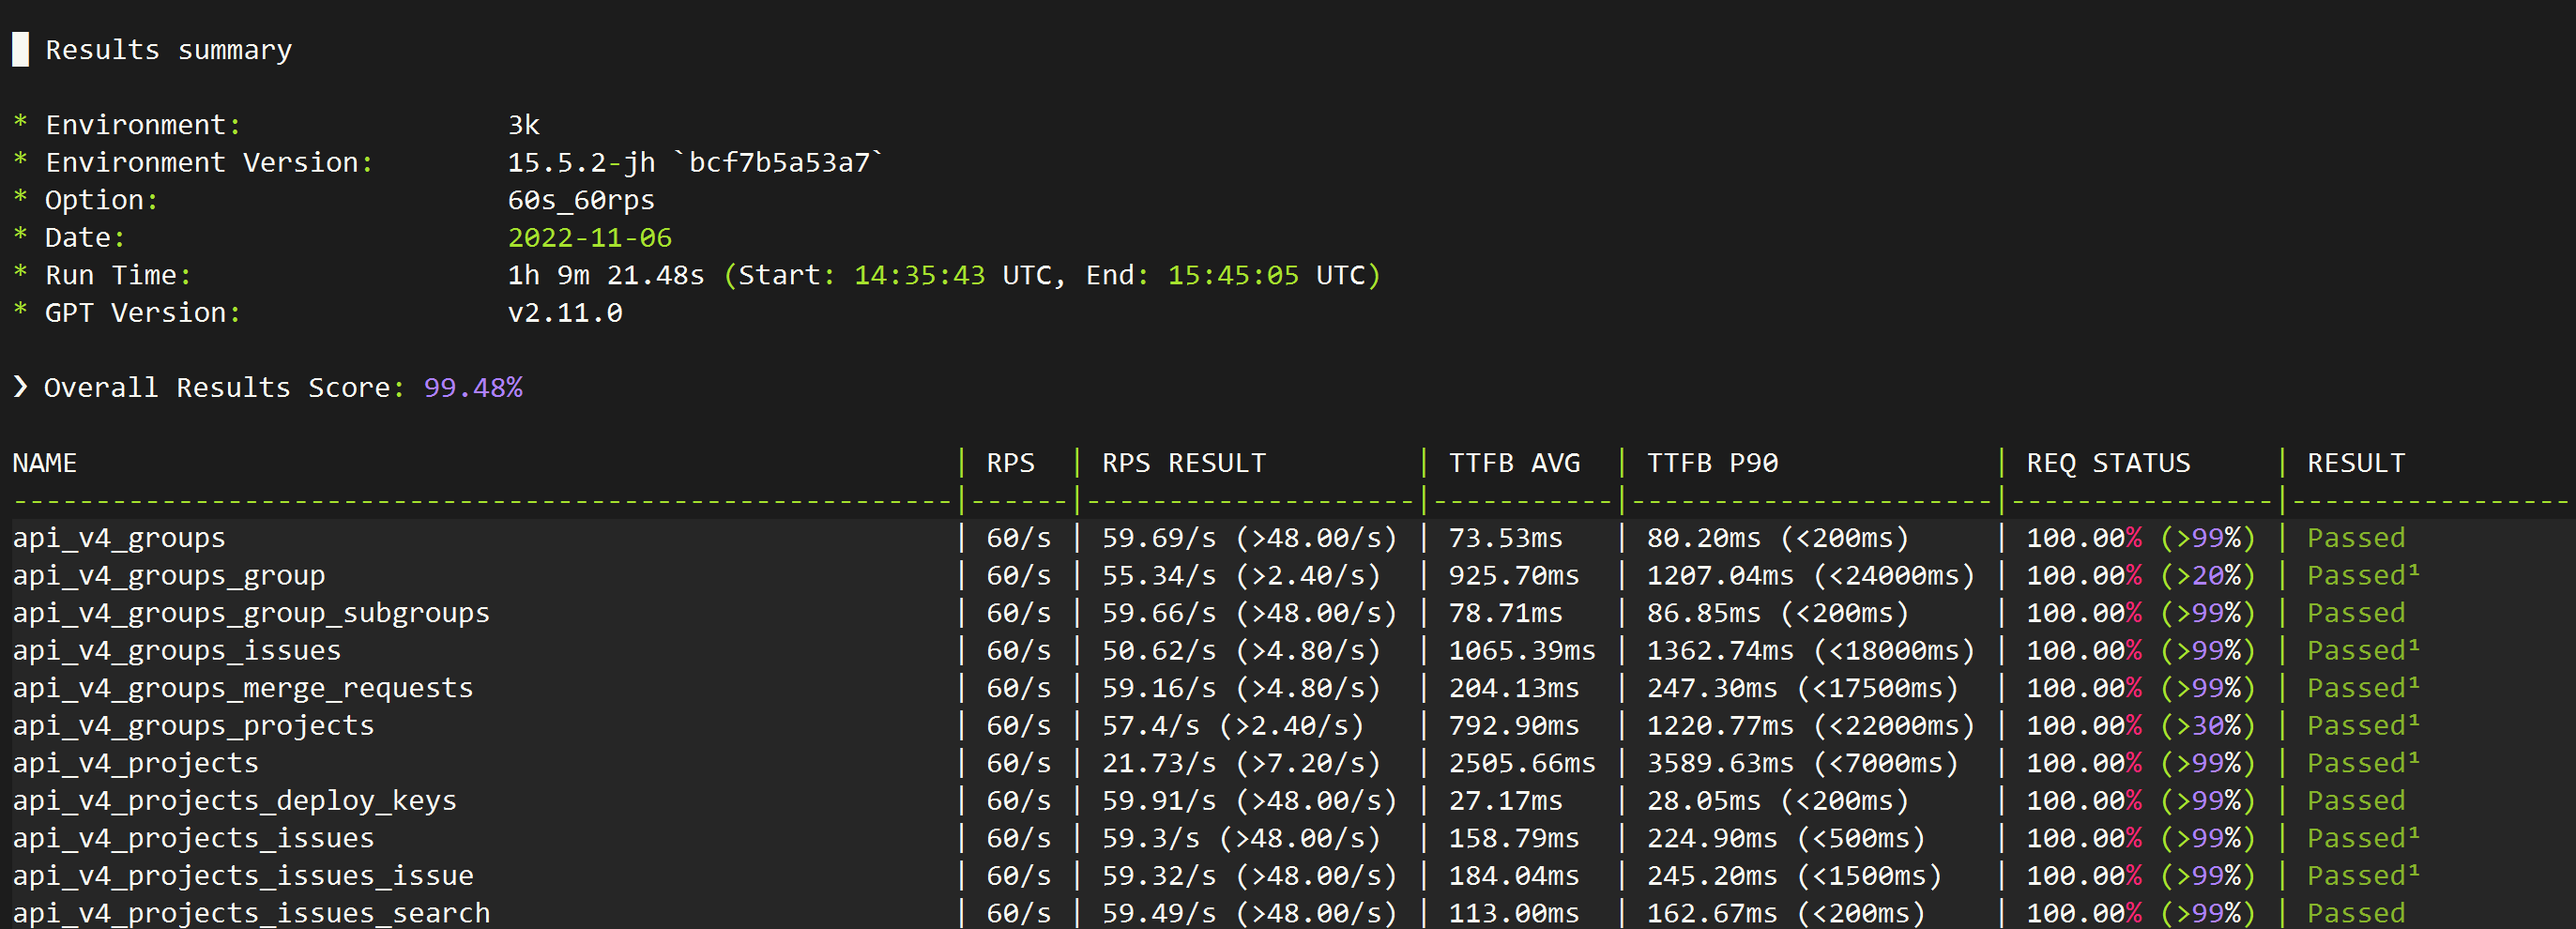 Results summary
* Environment: 3k
* Environment Version: 15.5.2-jh `bcf7b5a53a7`
* Option: 60s_60rps
* Date: 2022-11-06
* Run Time: 1h 9m 21.48s (Start: 14:35:43 UTC, End: 15:45:05 UTC)
* GPT Version: v2.11.0
❯ Overall Results Score: 99.48%
NAME | RPS | RPS RESULT | TTFB AVG | TTFB P90 | REQ STATUS | RESULT
---------------------------------------------------------|------|--------------------|-----------|----------------------|----------------|-----------------
api_v4_groups | 60/s | 59.69/s (>48.00/s) | 73.53ms | 80.20ms (<200ms) | 100.00% (>99%) | Passed
api_v4_groups_group | 60/s | 55.34/s (>2.40/s) | 925.70ms | 1207.04ms (<24000ms) | 100.00% (>20%) | Passed¹
api_v4_groups_group_subgroups | 60/s | 59.66/s (>48.00/s) | 78.71ms | 86.85ms (<200ms) | 100.00% (>99%) | Passed
api_v4_groups_issues | 60/s | 50.62/s (>4.80/s) | 1065.39ms | 1362.74ms (<18000ms) | 100.00% (>99%) | Passed¹
api_v4_groups_merge_requests | 60/s | 59.16/s (>4.80/s) | 204.13ms | 247.30ms (<17500ms) | 100.00% (>99%) | Passed¹
api_v4_groups_projects | 60/s | 57.4/s (>2.40/s) | 792.90ms | 1220.77ms (<22000ms) | 100.00% (>30%) | Passed¹
api_v4_projects | 60/s | 21.73/s (>7.20/s) | 2505.66ms | 3589.63ms (<7000ms) | 100.00% (>99%) | Passed¹
api_v4_projects_deploy_keys | 60/s | 59.91/s (>48.00/s) | 27.17ms | 28.05ms (<200ms) | 100.00% (>99%) | Passed
api_v4_projects_issues | 60/s | 59.3/s (>48.00/s) | 158.79ms | 224.90ms (<500ms) | 100.00% (>99%) | Passed¹
api_v4_projects_issues_issue | 60/s | 59.32/s (>48.00/s) | 184.04ms | 245.20ms (<1500ms) | 100.00% (>99%) | Passed¹
api_v4_projects_issues_search | 60/s | 59.49/s (>48.00/s) | 113.00ms | 162.67ms (<200ms) | 100.00% (>99%) | Passed